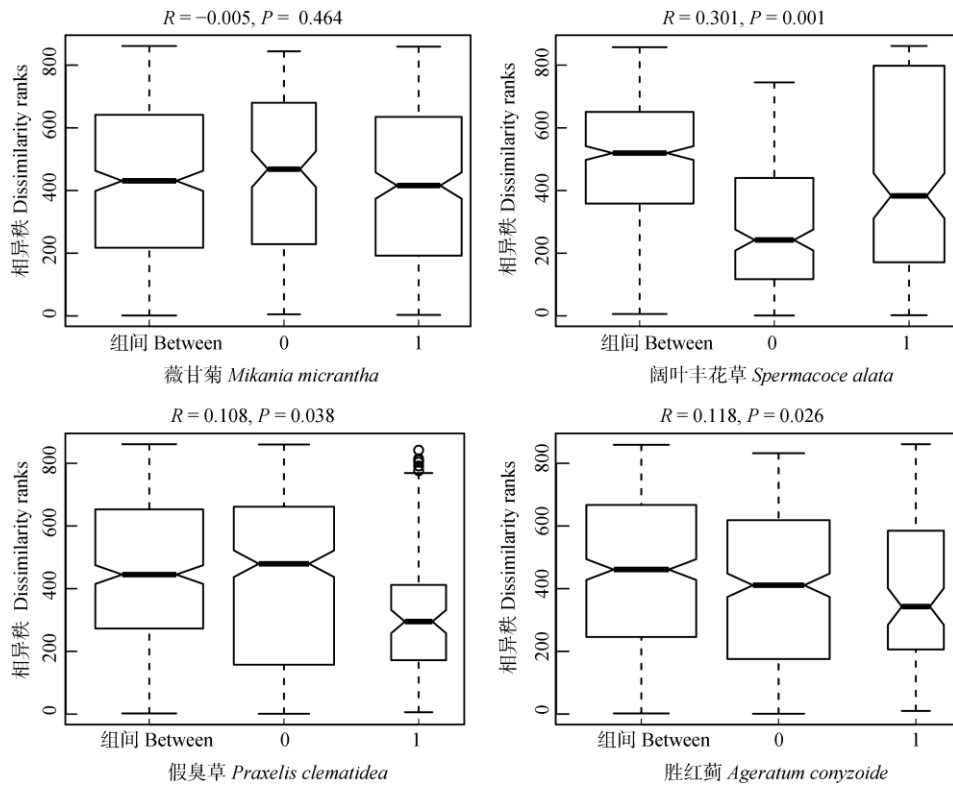 R = −0.005, P = 0.464
相异秩 Dissimilarity ranks
800
600
400
200
0
组间 Between 0 1
薇甘菊 Mikania micrantha
R = 0.301, P = 0.001
相异秩 Dissimilarity ranks
800
600
400
200
0
组间 Between 0 1
阔叶丰花草 Spermacoce alata
R = 0.108, P = 0.038
相异秩 Dissimilarity ranks
800
600
400
200
0
组间 Between 0 1
假臭草 Praxelis clematidea
R = 0.118, P = 0.026
相异秩 Dissimilarity ranks
800
600
400
200
0
组间 Between 0 1
胜红蓟 Ageratum conyzoide